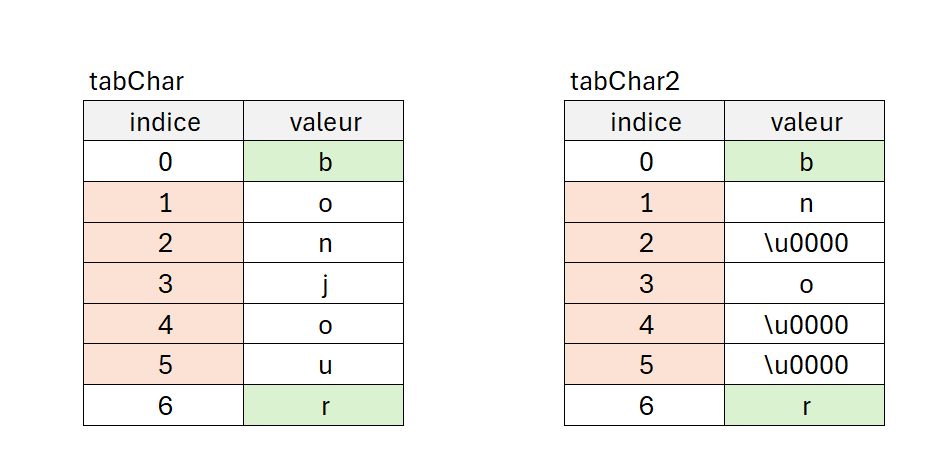 tabChar
indice valeur
0 b
1 o
2 n
3 j
4 o
5 u
6 r
tabChar2
indice valeur
0 b
1 n
2 \u0000
3 o
4 \u0000
5 \u0000
6 r